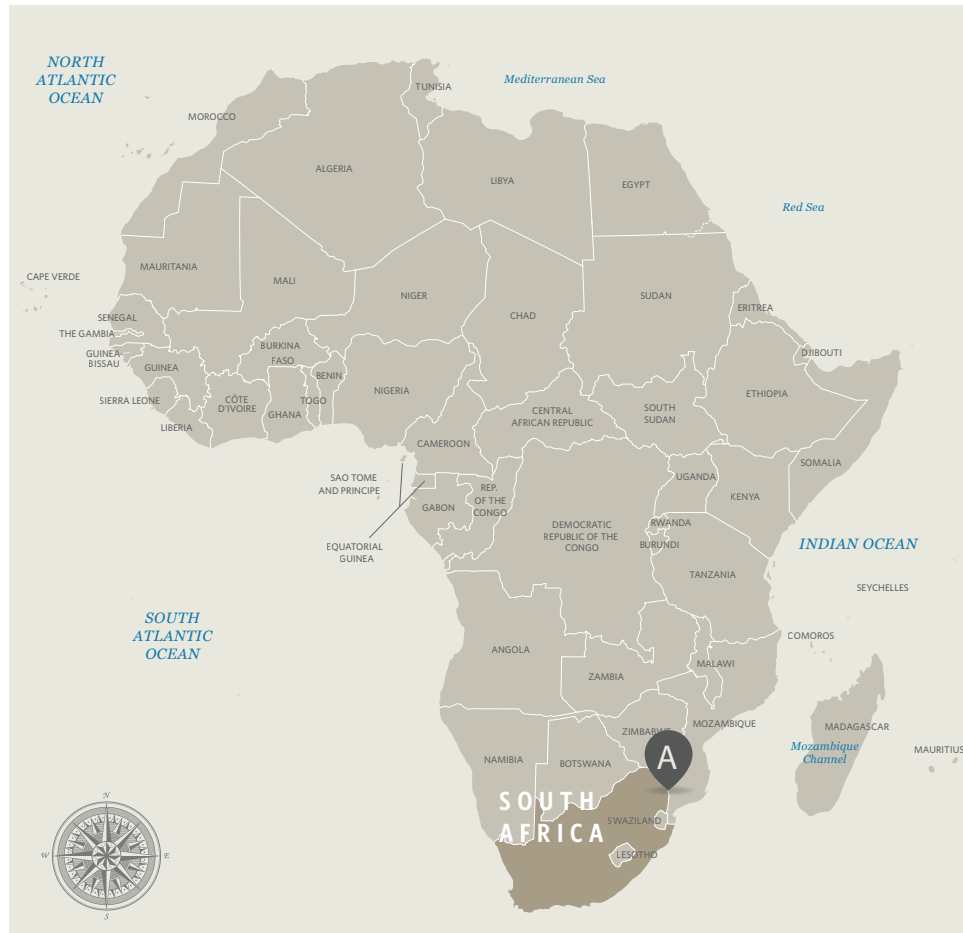 NORTH
ATLANTIC
OCEAN
Mediterranean Sea
TUNISIA
MOROCCO
ALGERIA
LIBYA
EGYPT
Red Sea
CAPE VERDE
MAURITANIA
MALI
NIGER
CHAD
SUDAN
ERITREA
SENEGAL
THE GAMBIA
GUINEA-
BISSAU
GUINEA
BURKINA
FASO
BENIN
NIGERIA
DJIBOUTI
ETHIOPIA
SIERRA LEONE
CÔTE
D'IVOIRE
GHANA
TOGO
LIBERIA
CENTRAL
AFRICAN REPUBLIC
SOUTH
SUDAN
CAMEROON
SOMALIA
SAO TOME
AND PRINCIPE
GABON
REP.
OF THE
CONGO
UGANDA
KENYA
EQUATORIAL
GUINEA
DEMOCRATIC
REPUBLIC OF THE
CONGO
RWANDA
BURUNDI
INDIAN OCEAN
TANZANIA
SEYCHELLES
SOUTH
ATLANTIC
OCEAN
COMOROS
ANGOLA
ZAMBIA
MALAWI
MOZAMBIQUE
MADAGASCAR
Mozambique
Channel
MAURITIUS
ZIMBABWE
NAMIBIA
BOTSWANA
A
SOUTH
AFRICA
SWAZILAND
LESOTHO
N
W
E
S